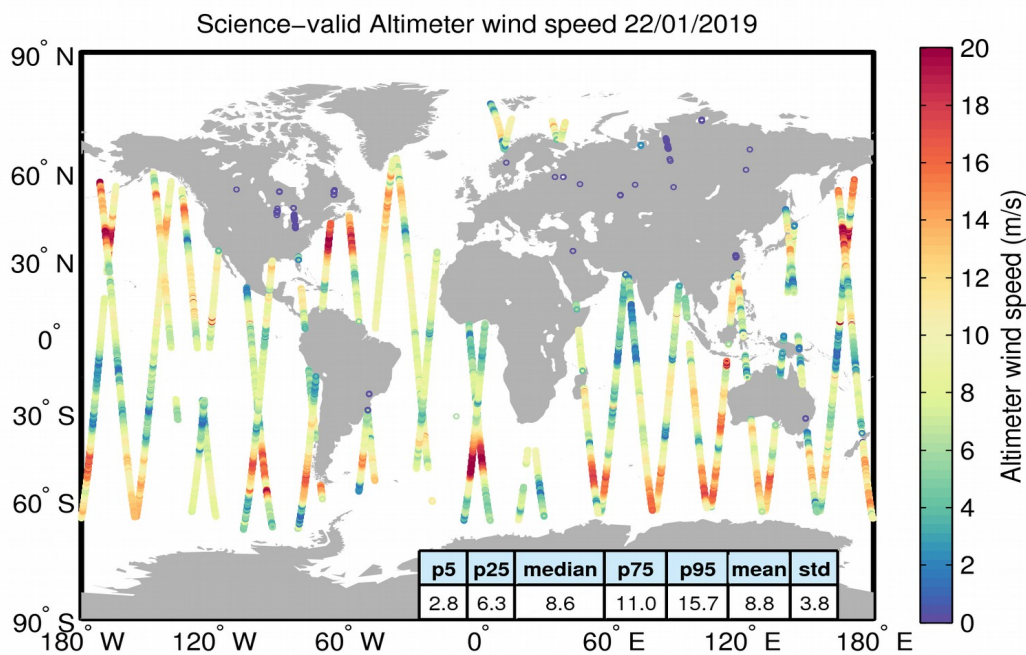 Science−valid Altimeter wind speed 22/01/2019
90° N
60° N
30° N
0°
30° S
60° S
90° S
180° W
120° W
60° W
0°
60° E
120° E
180° E
p5 p25 median p75 p95 mean std
2.8 6.3 8.6 11.0 15.7 8.8 3.8
20
18
16
14
12
10
8
6
4
2
0
Altimeter wind speed (m/s)